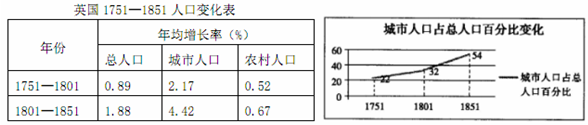 英国 1751—1851 人口变化表
年份 年均增长率（%）
总人口 城市人口 农村人口
1751—1801 0.89 2.17 0.52
1801—1851 1.88 4.42 0.67
城市人口占总人口百分比变化
60
40
20
0
22 32 54
1751 1801 1851
城市人口占总
人口百分比